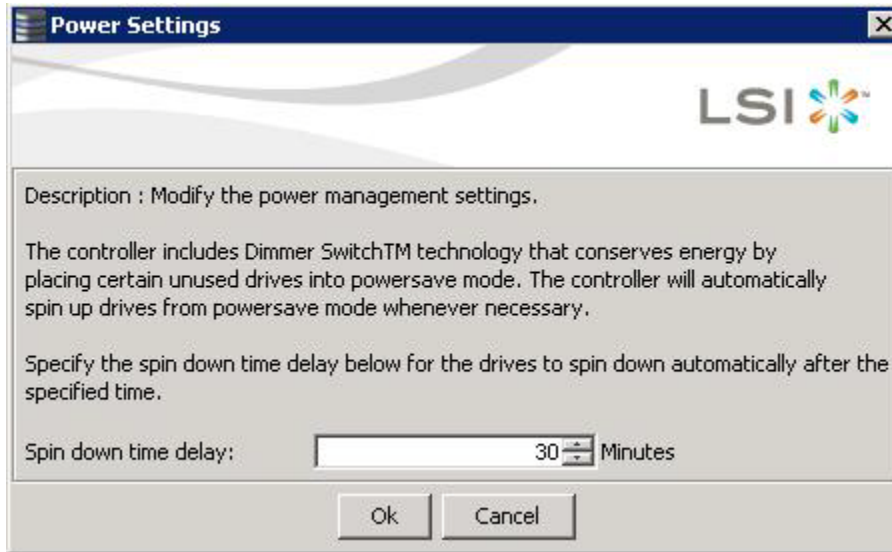 Power Settings
LSI™
Description : Modify the power management settings.
The controller includes Dimmer SwitchTM technology that conserves energy by
placing certain unused drives into powersave mode. The controller will automatically
spin up drives from powersave mode whenever necessary.
Specify the spin down time delay below for the drives to spin down automatically after the
specified time.
Spin down time delay: 30 Minutes
Ok Cancel